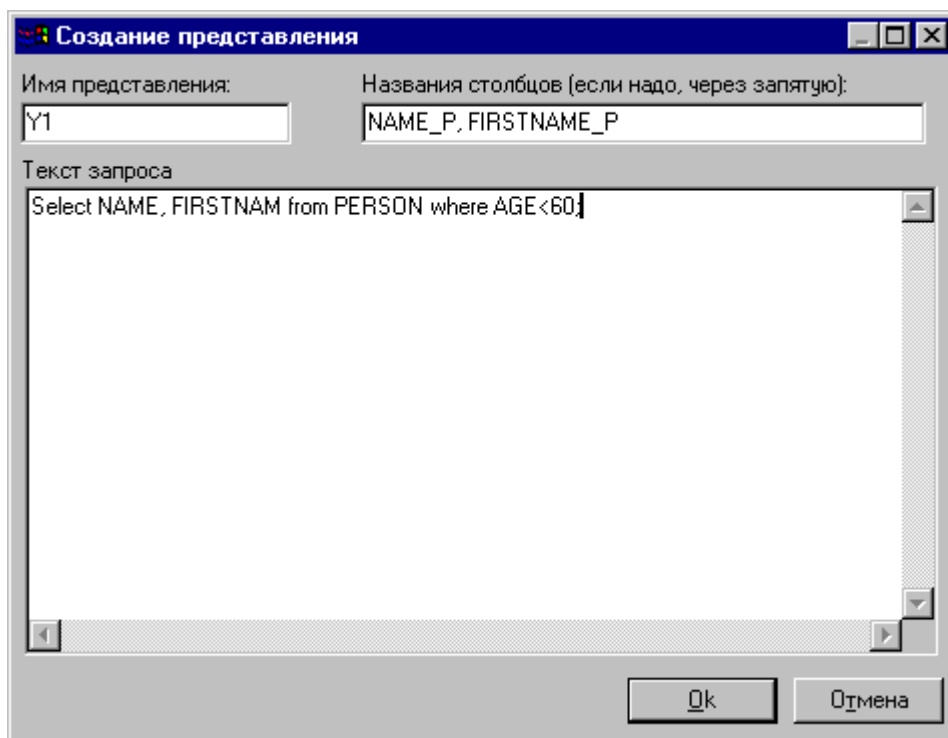 Создание представления
Имя представления:
Названия столбцов (если надо, через запятую):
Y1
NAME_P, FIRSTNAME_P
Текст запроса
Select NAME, FIRSTNAM from PERSON where AGE<60;
Ok
Отмена